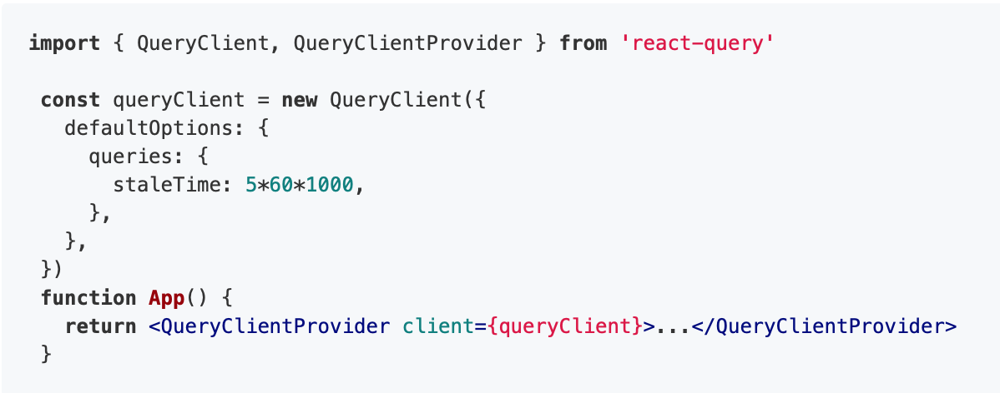 import { QueryClient, QueryClientProvider } from 'react-query'

 const queryClient = new QueryClient({
   defaultOptions: {
     queries: {
       staleTime: 5*60*1000,
     },
   },
 })
 function App() {
   return <QueryClientProvider client={queryClient}>...</QueryClientProvider>
 }